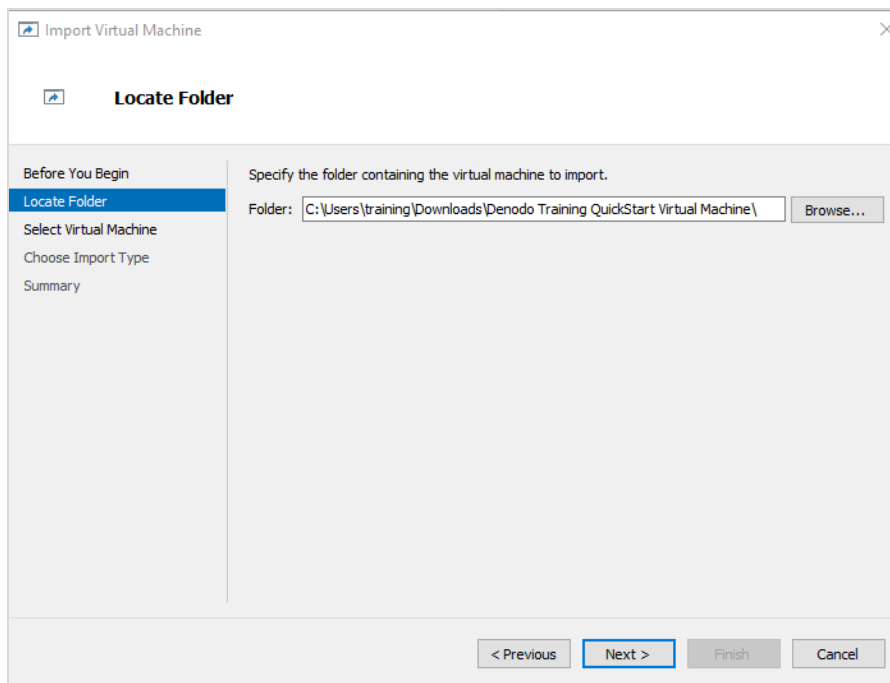 Import Virtual Machine
Locate Folder
Before You Begin
Locate Folder
Select Virtual Machine
Choose Import Type
Summary
Specify the folder containing the virtual machine to import.
Folder: C:\Users\training\Downloads\Denodo Training QuickStart Virtual Machine\ Browse...
< Previous Next > Finish Cancel